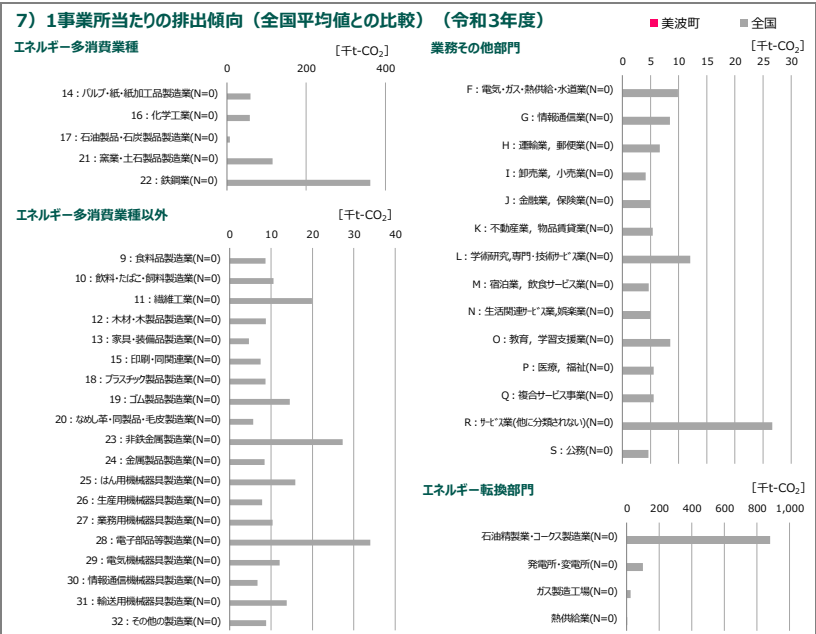 7）1事業所当たりの排出傾向（全国平均値との比較）（令和3年度）
美波町 全国
エネルギー多消費業種
[千t-CO2]
0 200 400
14：パルプ・紙・紙加工品製造業(N=0)
16：化学工業(N=0)
17：石油製品・石炭製品製造業(N=0)
21：窯業・土石製品製造業(N=0)
22：鉄鋼業(N=0)
エネルギー多消費業種以外
[千t-CO2]
0 10 20 30 40
9：食料品製造業(N=0)
10：飲料・たばこ・飼料製造業(N=0)
11：繊維工業(N=0)
12：木材・木製品製造業(N=0)
13：家具・装備品製造業(N=0)
15：印刷・同関連業(N=0)
18：プラスチック製品製造業(N=0)
19：ゴム製品製造業(N=0)
20：なめし革・同製品・毛皮製造業(N=0)
23：非鉄金属製造業(N=0)
24：金属製品製造業(N=0)
25：はん用機械器具製造業(N=0)
26：生産用機械器具製造業(N=0)
27：業務用機械器具製造業(N=0)
28：電子部品等製造業(N=0)
29：電気機械器具製造業(N=0)
30：情報通信機械器具製造業(N=0)
31：輸送用機械器具製造業(N=0)
32：その他の製造業(N=0)
業務その他部門
[千t-CO2]
0 5 10 15 20 25 30
F：電気・ガス・熱供給・水道業(N=0)
G：情報通信業(N=0)
H：運輸業，郵便業(N=0)
I：卸売業，小売業(N=0)
J：金融業，保険業(N=0)
K：不動産業，物品賃貸業(N=0)
L：学術研究,専門・技術ｻｰﾋﾞｽ業(N=0)
M：宿泊業，飲食サービス業(N=0)
N：生活関連ｻｰﾋﾞｽ業,娯楽業(N=0)
O：教育，学習支援業(N=0)
P：医療，福祉(N=0)
Q：複合サービス事業(N=0)
R：ｻｰﾋﾞｽ業(他に分類されない)(N=0)
S：公務(N=0)
エネルギー転換部門
[千t-CO2]
0 200 400 600 800 1,000
石油精製業・コークス製造業(N=0)
発電所・変電所(N=0)
ガス製造工場(N=0)
熱供給業(N=0)